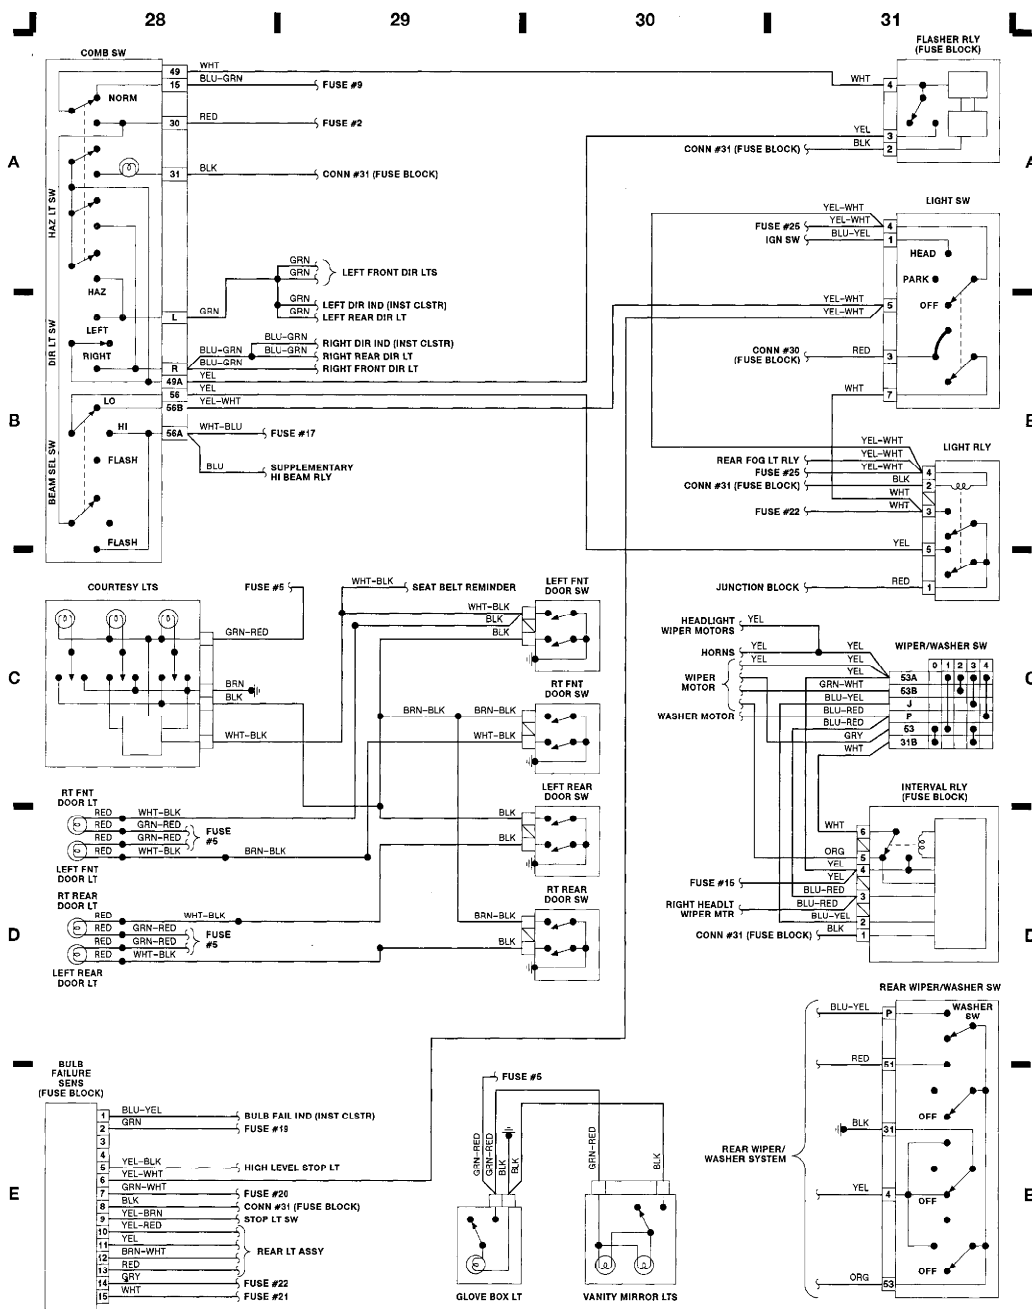 28 29 30 31
COMB SW
49 WHT
15 BLU-GRN FUSE #9
NORM
30 RED FUSE #2
31 BLK CONN #31 (FUSE BLOCK)
A
HAZ LT SW
HAZ
GRN
GRN
LEFT FRONT DIR LTS
GRN LEFT DIR IND (INST CLSTR)
L GRN GRN LEFT REAR DIR LT
LEFT
DIR LT SW
RIGHT
BLU-GRN RIGHT DIR IND (INST CLSTR)
BLU-GRN BLU-GRN RIGHT REAR DIR LT
R BLU-GRN RIGHT FRONT DIR LT
49A YEL
56 YEL
LO 56B YEL-WHT
B
HI 56A WHT-BLU FUSE #17
FLASH
BLU SUPPLEMENTARY
HI BEAM RLY
BEAM SEL SW
FLASH
FLASHER RLY
(FUSE BLOCK)
WHT 4
YEL 3
CONN #31 (FUSE BLOCK) BLK 2
A
LIGHT SW
YEL-WHT
FUSE #25 YEL-WHT 4
IGN SW BLU-YEL 1
HEAD
PARK
OFF
YEL-WHT 5
YEL-WHT
CONN #30
(FUSE BLOCK)
RED 3
WHT 7
B
LIGHT RLY
YEL-WHT
REAR FOG LT RLY YEL-WHT
FUSE #25 YEL-WHT 4
CONN #31 (FUSE BLOCK) BLK 2
WHT
FUSE #22 WHT 3
YEL 5
JUNCTION BLOCK RED 1
COURTESY LTS
FUSE #5
GRN-RED
BRN
BLK
WHT-BLK
C
WHT-BLK SEAT BELT REMINDER
LEFT FNT
DOOR SW
WHT-BLK
BLK
BLK
RT FNT
DOOR SW
BRN-BLK BRN-BLK
WHT-BLK
LEFT REAR
DOOR SW
BLK
BLK
RT REAR
DOOR SW
BRN-BLK
BLK
HEADLIGHT
WIPER MOTORS
YEL
HORNS YEL YEL
YEL YEL
WIPER
MOTOR
WASHER MOTOR
WIPER/WASHER SW
0 1 2 3 4
YEL 53A
GRN-WHT 53B
BLU-YEL J
BLU-RED P
BLU-RED 53
GRY 31B
WHT
C
RT FNT
DOOR LT
RED WHT-BLK
RED GRN-RED
RED GRN-RED
FUSE
#5
RED WHT-BLK BRN-BLK
LEFT FNT
DOOR LT
RT REAR
DOOR LT
RED WHT-BLK
RED GRN-RED
RED GRN-RED
FUSE
#5
RED WHT-BLK
LEFT REAR
DOOR LT
D
INTERVAL RLY
(FUSE BLOCK)
WHT 6
ORG 5
YEL 4
FUSE #15 YEL
BLU-RED 3
RIGHT HEADLT
WIPER MTR
BLU-RED
BLU-YEL 2
CONN #31 (FUSE BLOCK) BLK 1
D
REAR WIPER/WASHER SW
BLU-YEL P
WASHER
SW
RED 51
OFF
BLK 31
REAR WIPER/
WASHER SYSTEM
YEL 4
OFF
OFF
ORG 53
BULB
FAILURE
SENS
(FUSE BLOCK)
1 BLU-YEL BULB FAIL IND (INST CLSTR)
2 GRN FUSE #19
3
4
5 YEL-BLK HIGH LEVEL STOP LT
6 YEL-WHT
7 GRN-WHT FUSE #20
8 BLK CONN #31 (FUSE BLOCK)
9 YEL-BRN STOP LT SW
10 YEL-RED
11 YEL
12 BRN-WHT
13 RED
REAR LT ASSY
14 GRY FUSE #22
15 WHT FUSE #21
E
FUSE #5
GRN-RED
GRN-RED
BLK
BLK
GLOVE BOX LT
GRN-RED
BLK
VANITY MIRROR LTS
E